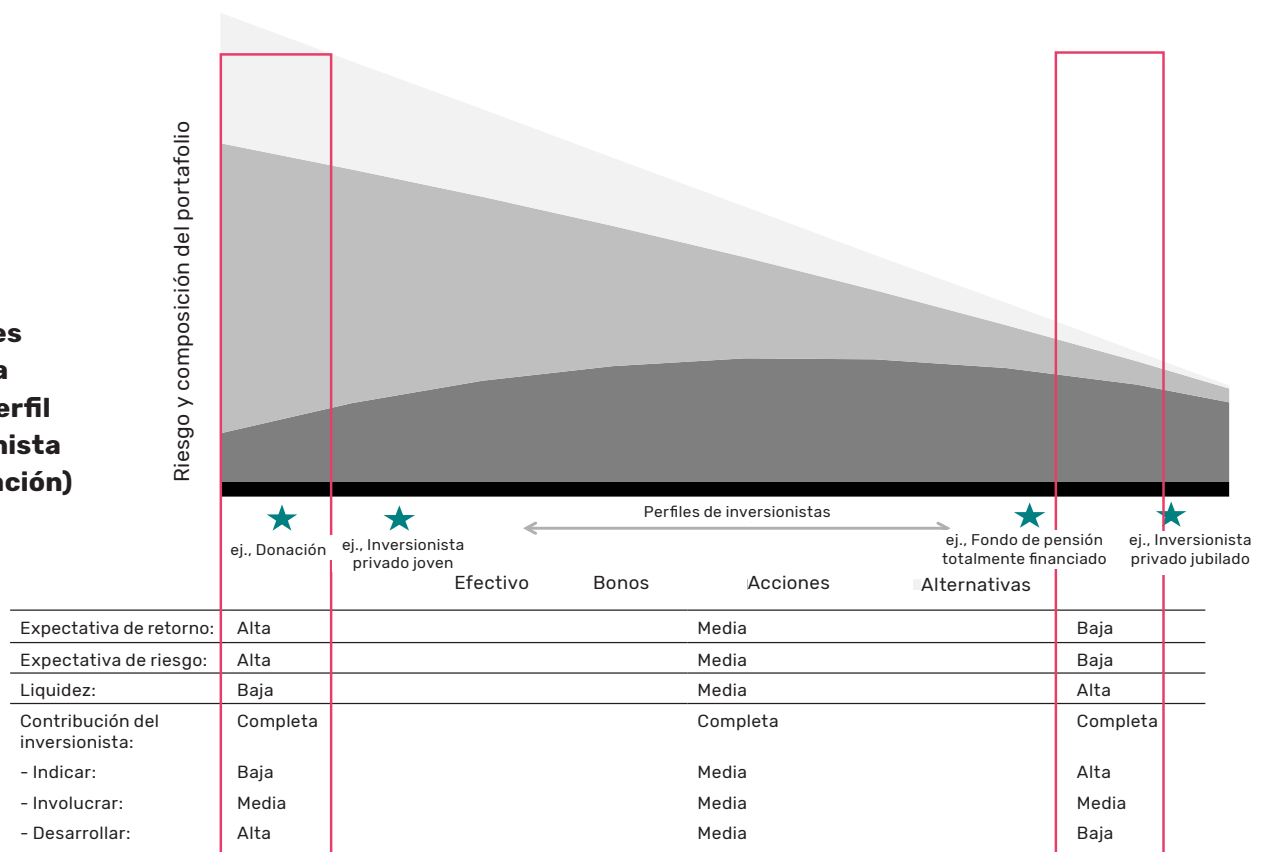 es
a
erfil
nista
ación)
Riesgo y composición del portafolio
Perfiles de inversionistas
ej., Donación
ej., Inversionista
privado joven
ej., Fondo de pensión
totalmente financiado
ej., Inversionista
privado jubilado
Efectivo Bonos Acciones Alternativas
Expectativa de retorno: Alta Media Baja
Expectativa de riesgo: Alta Media Baja
Liquidez: Baja Media Alta
Contribución del Completa Completa Completa
inversionista:
- Indicar: Baja Media Alta
- Involucrar: Media Media Media
- Desarrollar: Alta Media Baja